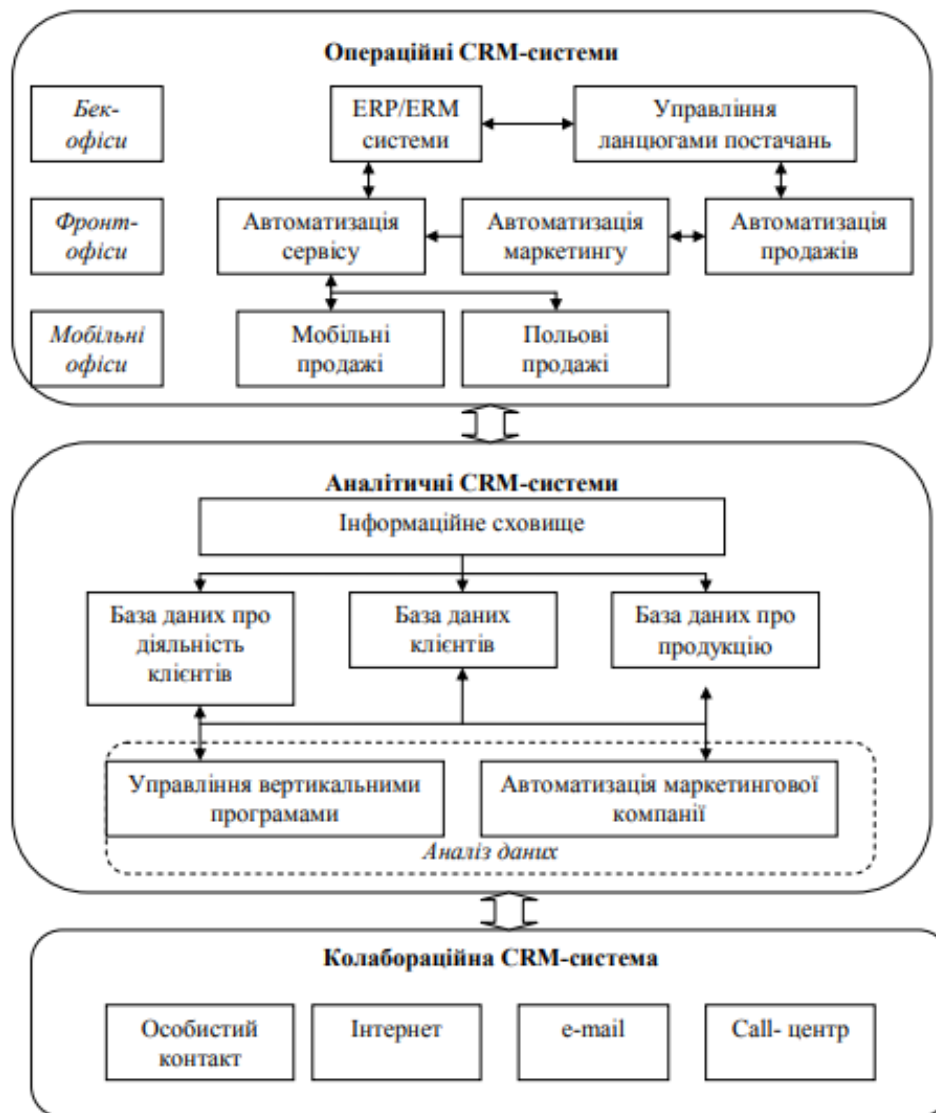 Операційні CRM-системи
Бек-
офіси
ERP/ERM
системи
Управління
ланцюгами постачань
Фронт-
офіси
Автоматизація
сервісу
Автоматизація
маркетингу
Автоматизація
продажів
Мобільні
офіси
Мобільні
продажі
Польові
продажі
Аналітичні CRM-системи
Інформаційне сховище
База даних про
діяльність
клієнтів
База даних
клієнтів
База даних про
продукцію
Управління вертикальними
програмами
Автоматизація маркетингової
компанії
Аналіз даних
Колабораційна CRM-система
Особистий
контакт
Інтернет
e-mail
Call- центр